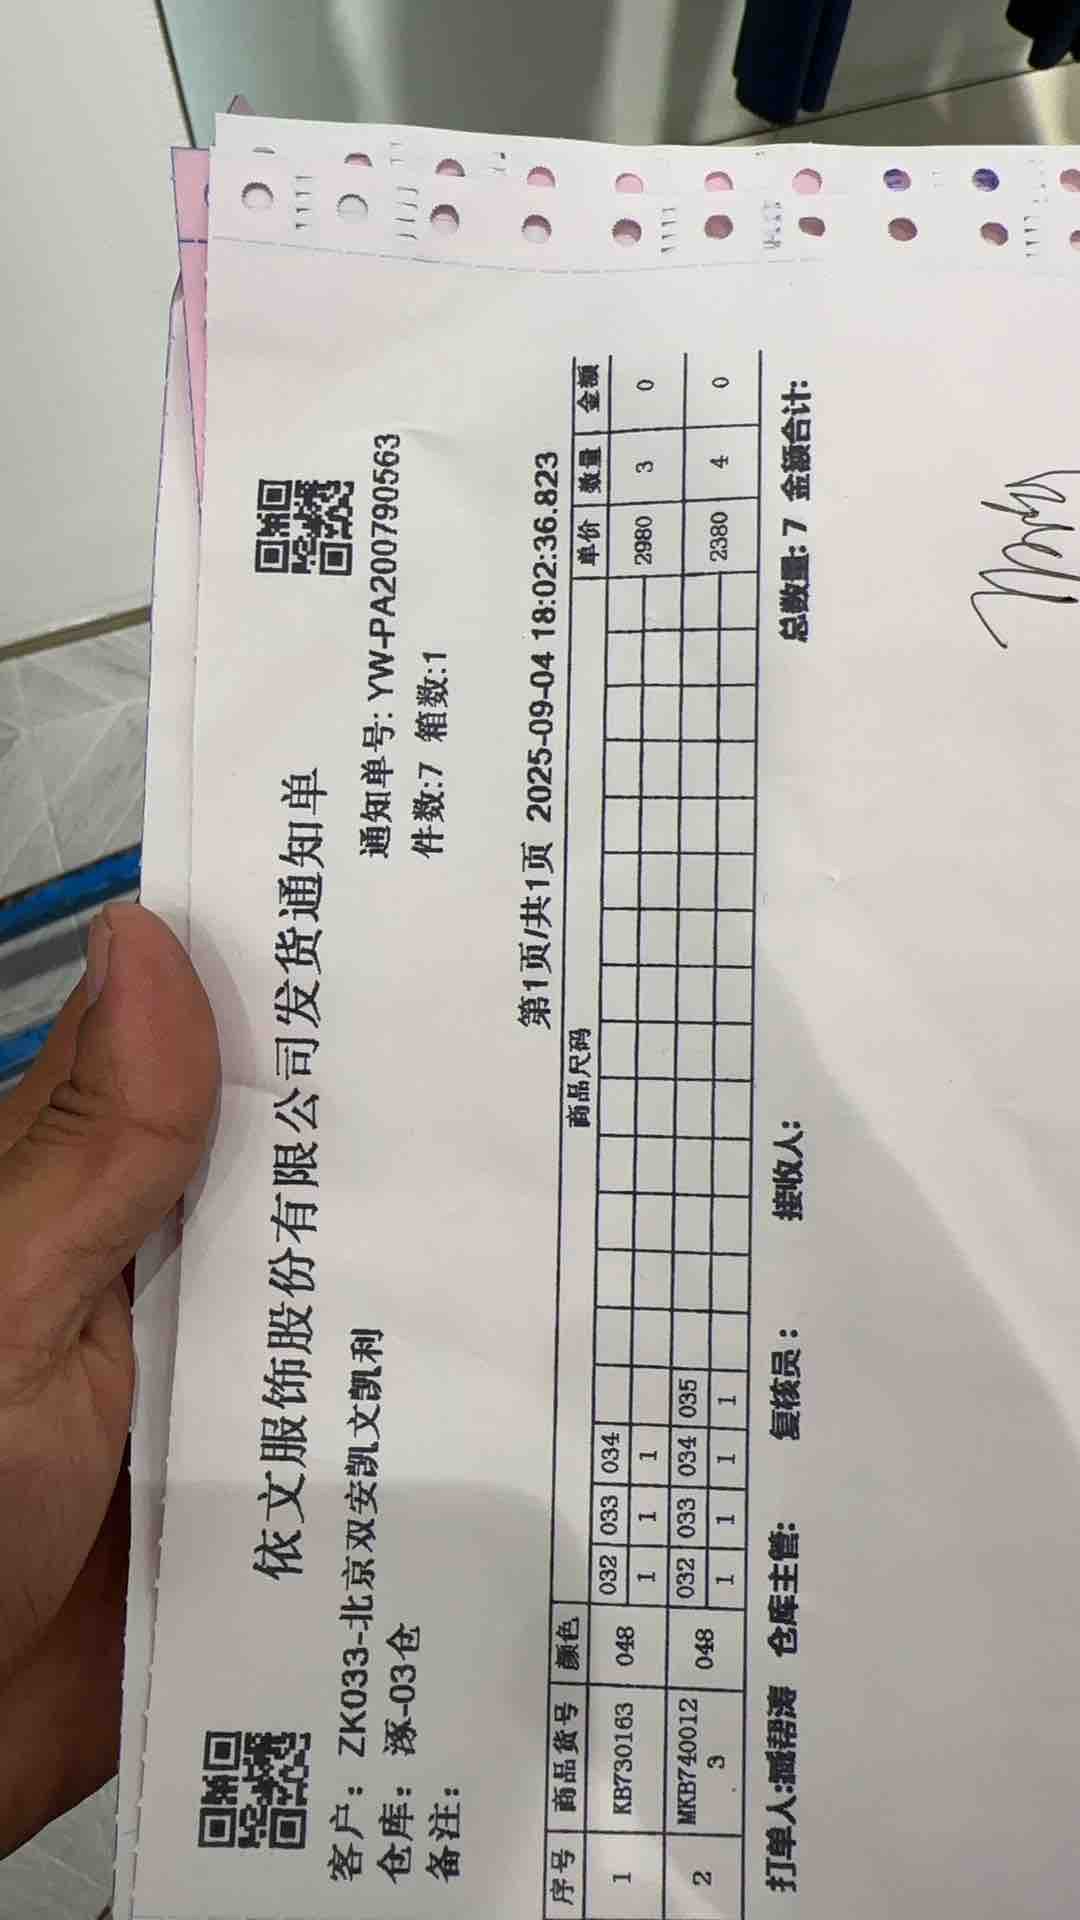 依文服饰股份有限公司发货通知单
客户: ZK033-北京双安凯文凯利 通知单号: YW-PA200790563
仓库: 涿-03仓 件数:7 箱数:1
备注:
第1页/共1页 2025-09-04 18:02:36.823
序号 商品货号 颜色 商品尺码 单价 数量 金额
1 KB730163 048 032 033 034 2980 3 0
1 1 1
2 MKB7400123 048 032 033 034 035 2380 4 0
1 1 1 1
打单人:臧帮涛 仓库主管: 复核员: 接收人: 总数量: 7 金额合计: